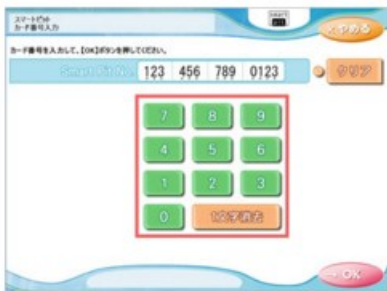 スマートピット
カード番号入力
smart
pit
×やめる
カード番号を入力して、【OK】ボタンを押してください。
Smart Pit No. 123 456 789 0123
クリア
7 8 9
4 5 6
1 2 3
0 1文字消去
→OK